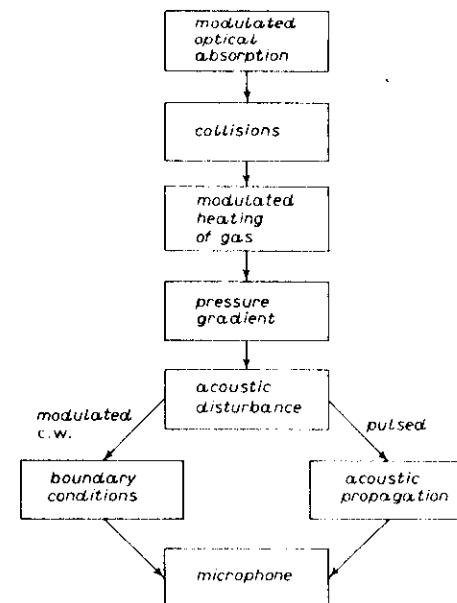 modulated
optical
absorption
collisions
modulated
heating
of gas
pressure
gradient
acoustic
disturbance
modulated
c.w.
pulsed
boundary
conditions
acoustic
propagation
microphone